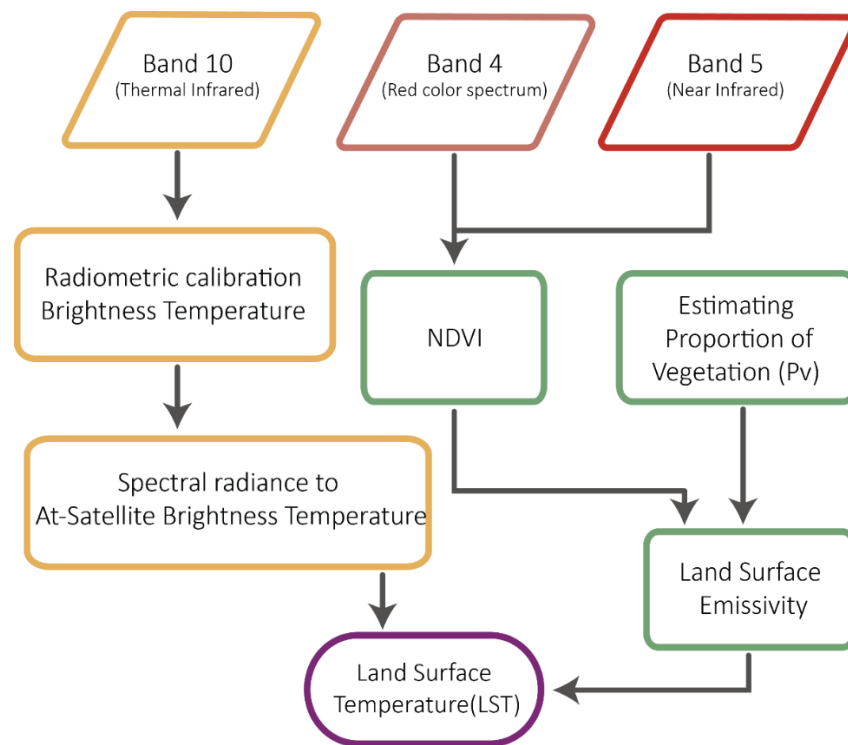 Band 10
(Thermal Infrared)
Band 4
(Red color spectrum)
Band 5
(Near Infrared)
Radiometric calibration
Brightness Temperature
NDVI
Estimating
Proportion of
Vegetation (Pv)
Spectral radiance to
At-Satellite Brightness Temperature
Land Surface
Emissivity
Land Surface
Temperature(LST)